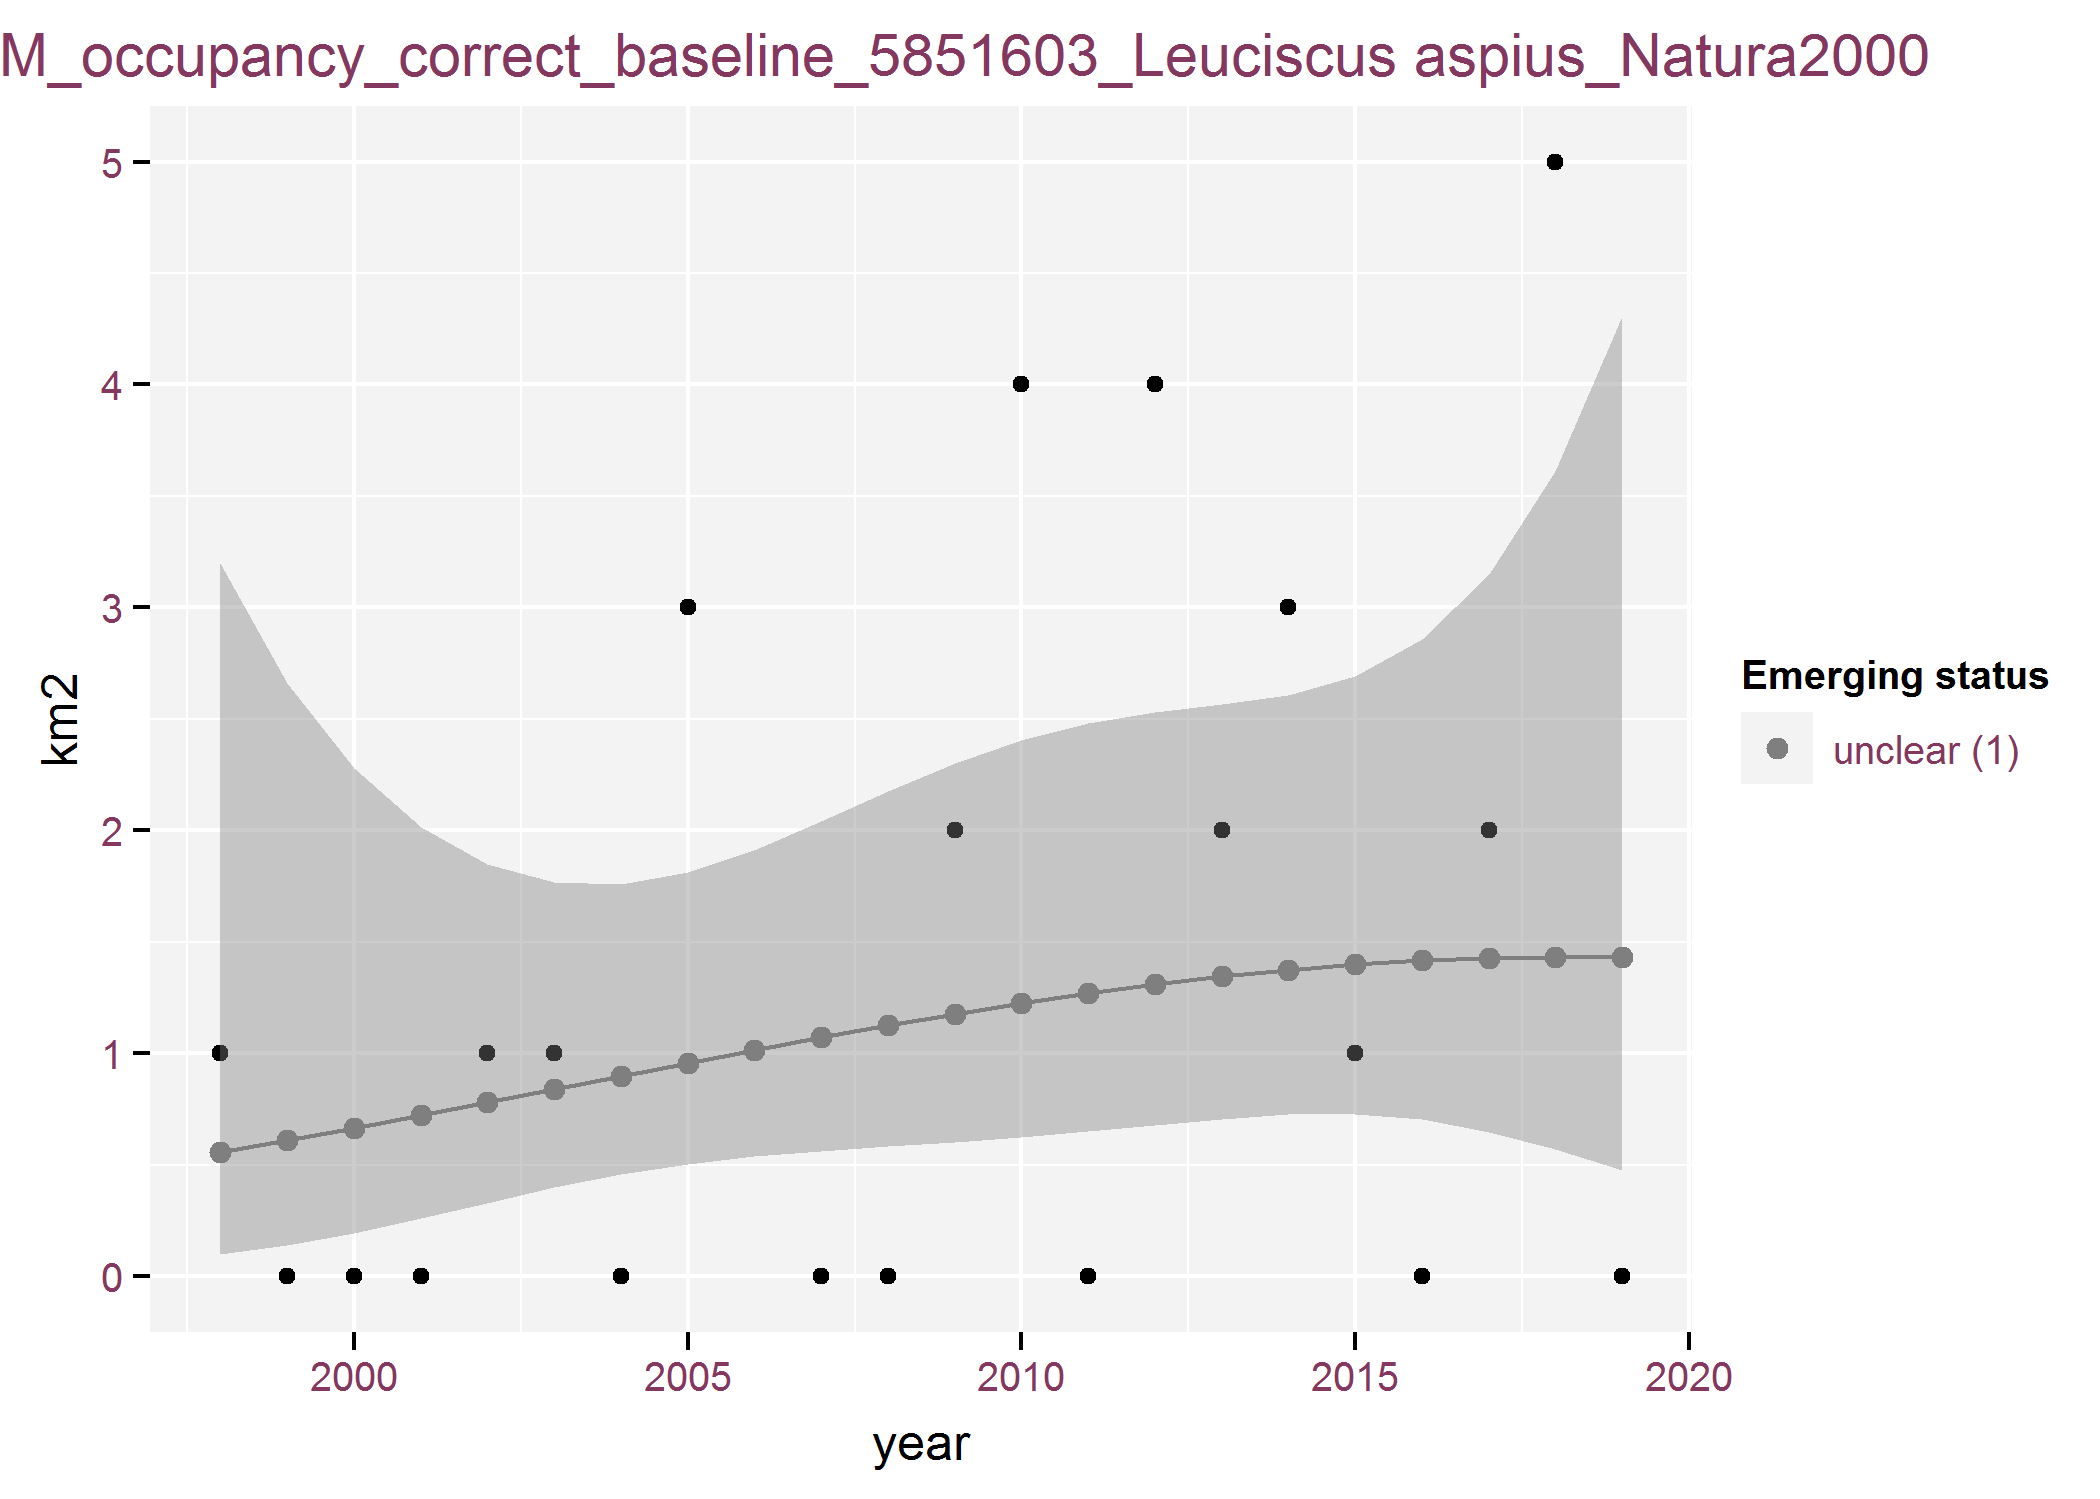 M_occupancy_correct_baseline_5851603_Leuciscus aspius_Natura2000
5
4
3
2
1
0
km2
2000 2005 2010 2015 2020
year
Emerging status
unclear (1)